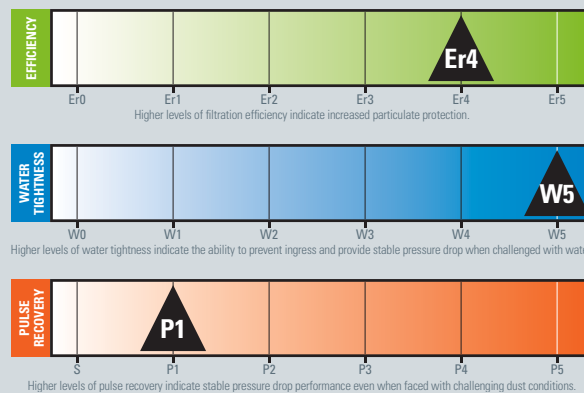 EFFICIENCY
Er4
Er0 Er1 Er2 Er3 Er4 Er5
Higher levels of filtration efficiency indicate increased particulate protection.
WATER
TIGHTNESS
W5
W0 W1 W2 W3 W4 W5
Higher levels of water tightness indicate the ability to prevent ingress and provide stable pressure drop when challenged with wate
PULSE
RECOVERY
P1
S P1 P2 P3 P4 P5
Higher levels of pulse recovery indicate stable pressure drop performance even when faced with challenging dust conditions.